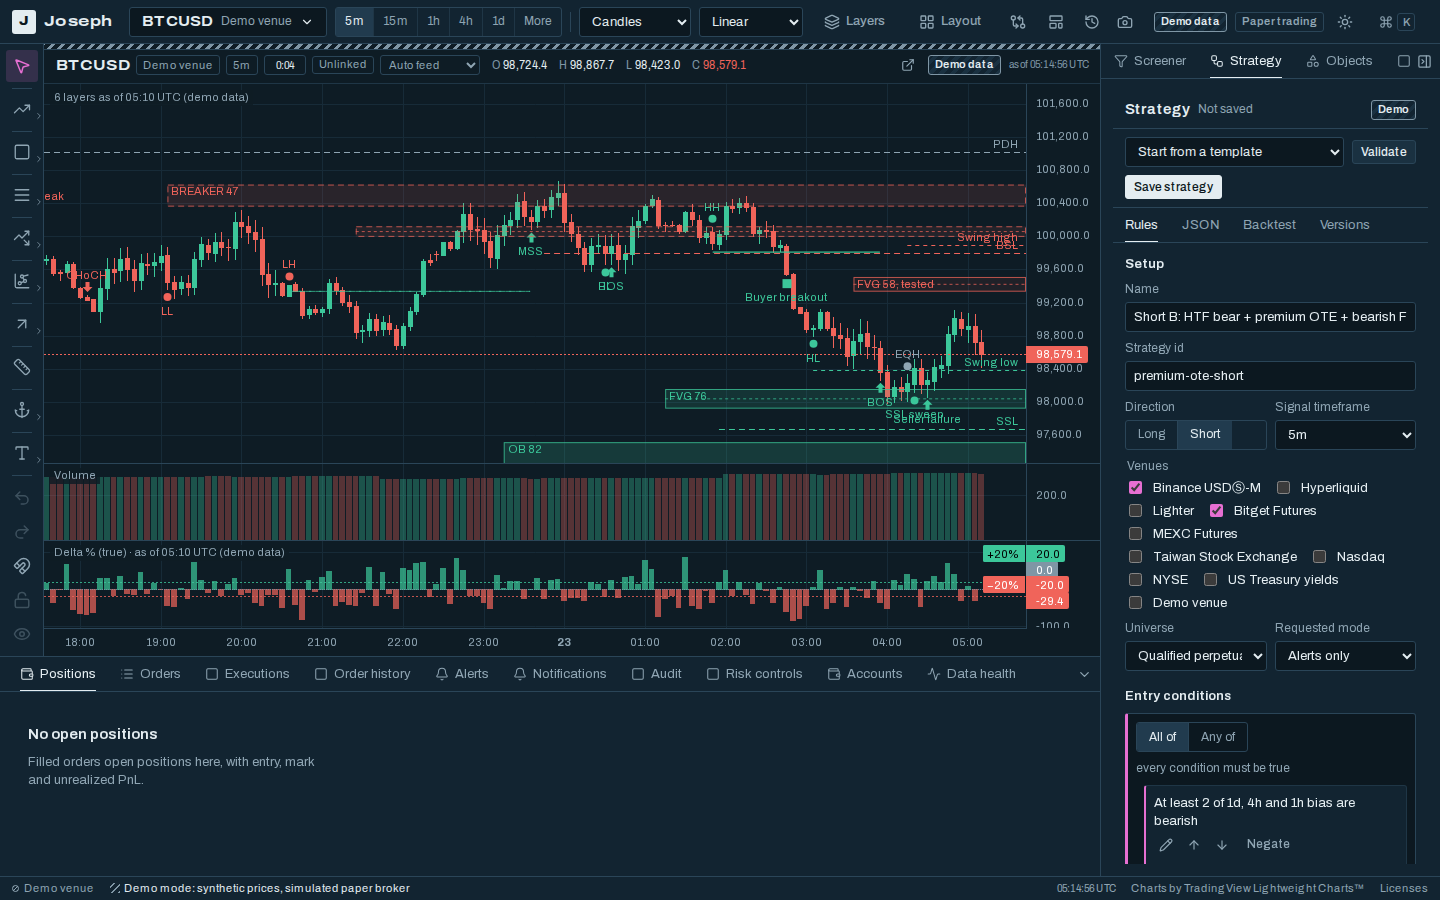 J Joseph
BTCUSD Demo venue
5m 15m 1h 4h 1d More
Candles
Linear
Layers
Layout
Demo data
Paper trading
⌘ K
BTCUSD Demo venue 5m 0:04 Unlinked Auto feed O 98,724.4 H 98,867.7 L 98,423.0 C 98,579.1
Demo data
as of 05:14:56 UTC
6 layers as of 05:10 UTC (demo data)
101,600.0
101,200.0
PDH
100,800.0
BREAKER 47
eak
100,400.0
HH
100,000.0
Swing high
BSL
MSS
99,600.0
LH
CHoCH
FVG 58, tested
BOS
99,200.0
Buyer breakout
LL
98,800.0
98,579.1
EQH
HL
Swing low
98,400.0
FVG 76
98,000.0
BOS
SSL sweep
Seller failure
SSL
97,600.0
OB 82
Volume
200.0
Delta % (true) · as of 05:10 UTC (demo data)
+20% 20.0
0.0
−20% -20.0
-29.4
-100.0
18:00 19:00 20:00 21:00 22:00 23:00 23 01:00 02:00 03:00 04:00 05:00
Positions Orders Executions Order history Alerts Notifications Audit Risk controls Accounts Data health
No open positions
Filled orders open positions here, with entry, mark
and unrealized PnL.
Screener Strategy Objects
Strategy Not saved Demo
Start from a template
Validate
Save strategy
Rules JSON Backtest Versions
Setup
Name
Short B: HTF bear + premium OTE + bearish F
Strategy id
premium-ote-short
Direction Signal timeframe
Long Short 5m
Venues
Binance USDⓈ-M Hyperliquid
Lighter Bitget Futures
MEXC Futures
Taiwan Stock Exchange Nasdaq
NYSE US Treasury yields
Demo venue
Universe Requested mode
Qualified perpetua Alerts only
Entry conditions
All of Any of
every condition must be true
At least 2 of 1d, 4h and 1h bias are
bearish
Negate
Demo venue Demo mode: synthetic prices, simulated paper broker
05:14:56 UTC Charts by TradingView Lightweight Charts™ Licenses